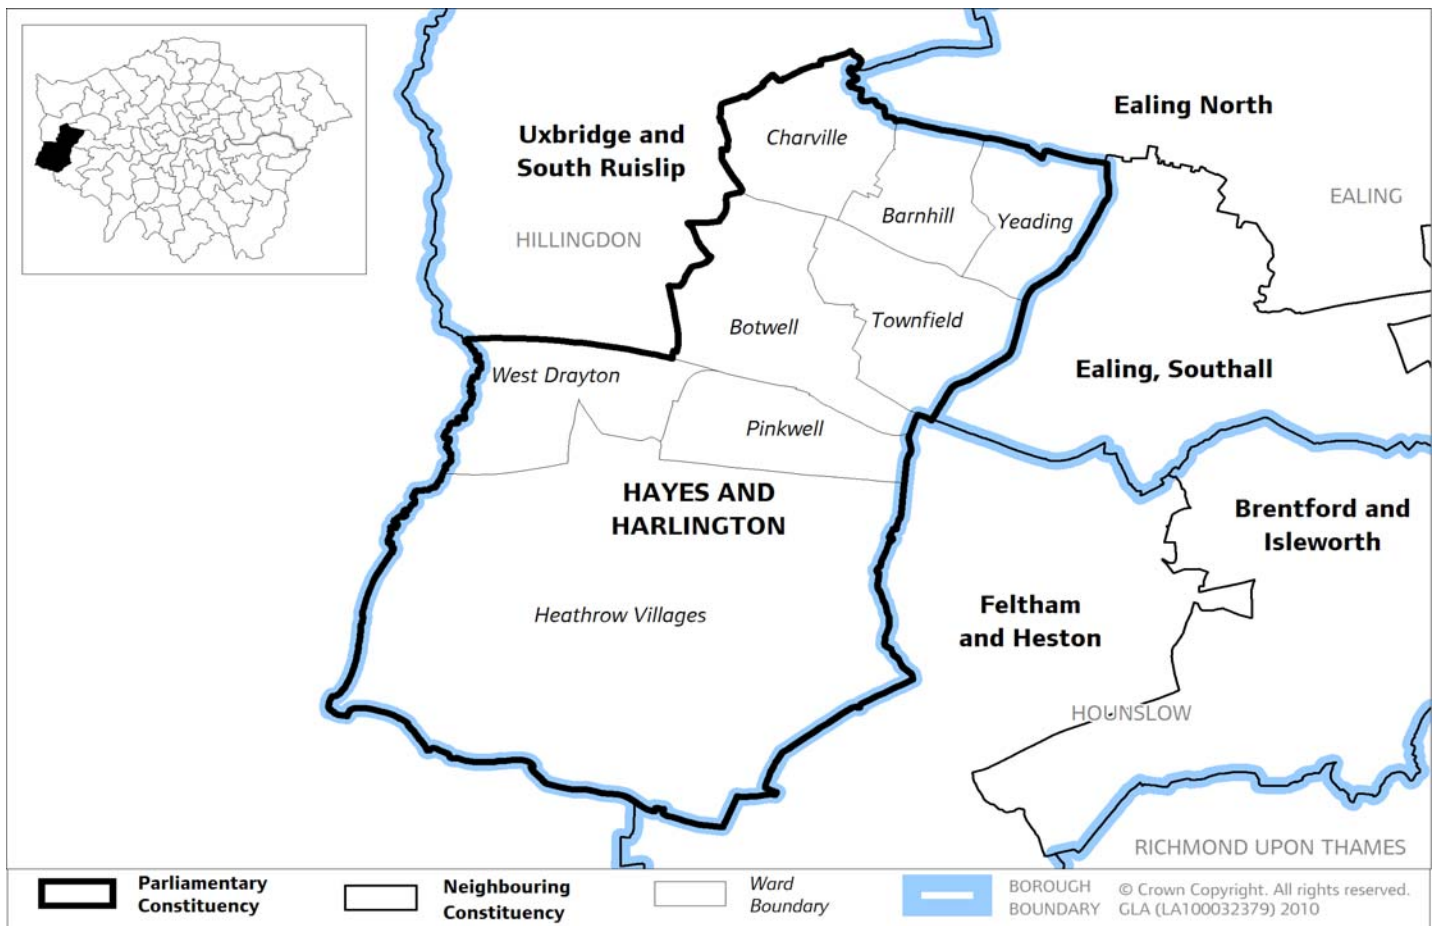 Ealing North
Uxbridge and
South Ruislip
Charville
EALING
Barnhill
Yeading
HILLINGDON
Botwell
Townfield
West Drayton
Ealing, Southall
Pinkwell
HAYES AND
HARLINGTON
Brentford and
Isleworth
Heathrow Villages
Feltham
and Heston
HOUNSLOW
RICHMOND UPON THAMES
Parliamentary
Constituency
Neighbouring
Constituency
Ward
Boundary
BOROUGH
BOUNDARY
© Crown Copyright. All rights reserved.
GLA (LA100032379) 2010